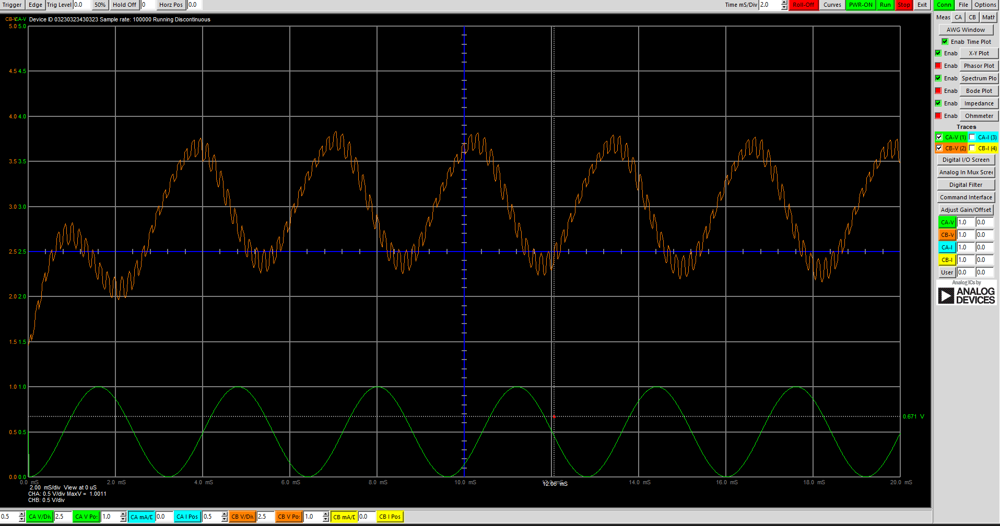 Trigger Edge Trig Level 0.0 50% Hold Off 0 Horz Pos 0.0 Time mS/Div 2.0 Roll-Off Curves PWR-ON Run Stop Exit Conn File Options
CA-V Device ID 03230323430323 Sample rate: 100000 Running Discontinuous
5.0 5.0
4.5 4.5
4.0 4.0
3.5 3.5
3.0 3.0
2.5 2.5
2.0 2.0
1.5 1.5
1.0 1.0
0.5 0.5
0.0 0.0
0.671 V
0.0 mS 2.0 mS 4.0 mS 6.0 mS 8.0 mS 10.0 mS 14.0 mS 16.0 mS 18.0 mS 20.0 mS
12.06 mS
2.00 mS/div View at 0 uS
CHA: 0.5 V/div MaxV = 1.0011
CHB: 0.5 V/div
0.5 CA V/Div 2.5 CA V Pos 1.0 CA mA/D 0.0 CA I Pos 0.5 CB V/Div 2.5 CB V Pos 1.0 CB mA/D 0.0 CB I Pos
Meas CA CB Math
AWG Window
Enab Time Plot
Enab X-Y Plot
Enab Phasor Plot
Enab Spectrum Plo
Enab Bode Plot
Enab Impedance
Enab Ohmmeter
Traces
CA-V (1) CA-I (3)
CB-V (2) CB-I (4)
Digital I/O Screen
Analog In Mux Scree
Digital Filter
Command Interface
Adjust Gain/Offset
CA-V 1.0 0.0
CB-V 1.0 0.0
CA-I 1.0 0.0
CB-I 1.0 0.0
User 0.0 0.0
Analog ICs by
ANALOG
DEVICES